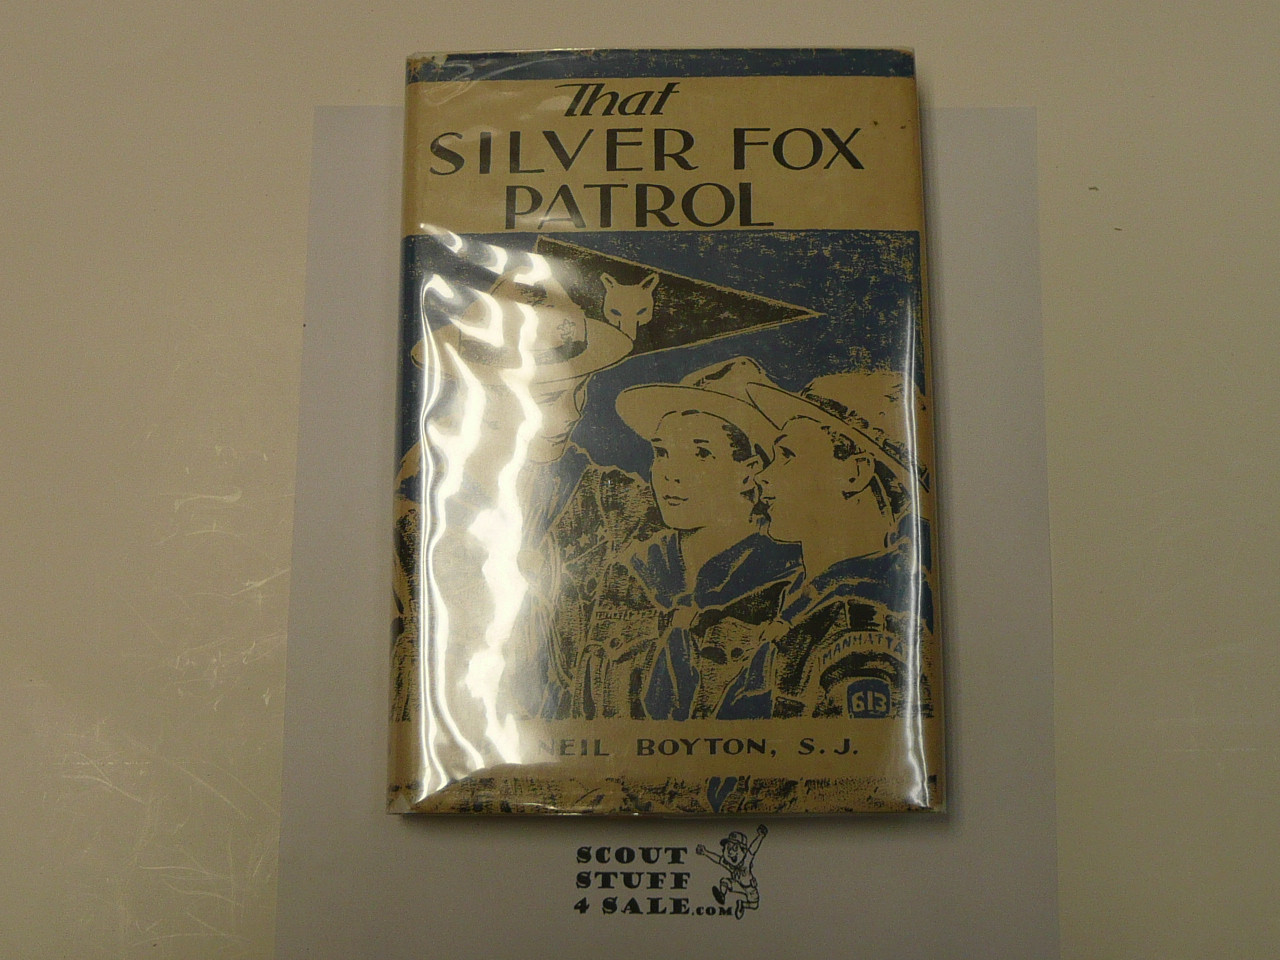 That
SILVER FOX
PATROL
MANHATTA
613
NEIL BOYTON, S. J.
SCOUT
STUFF
4 SALE.COM